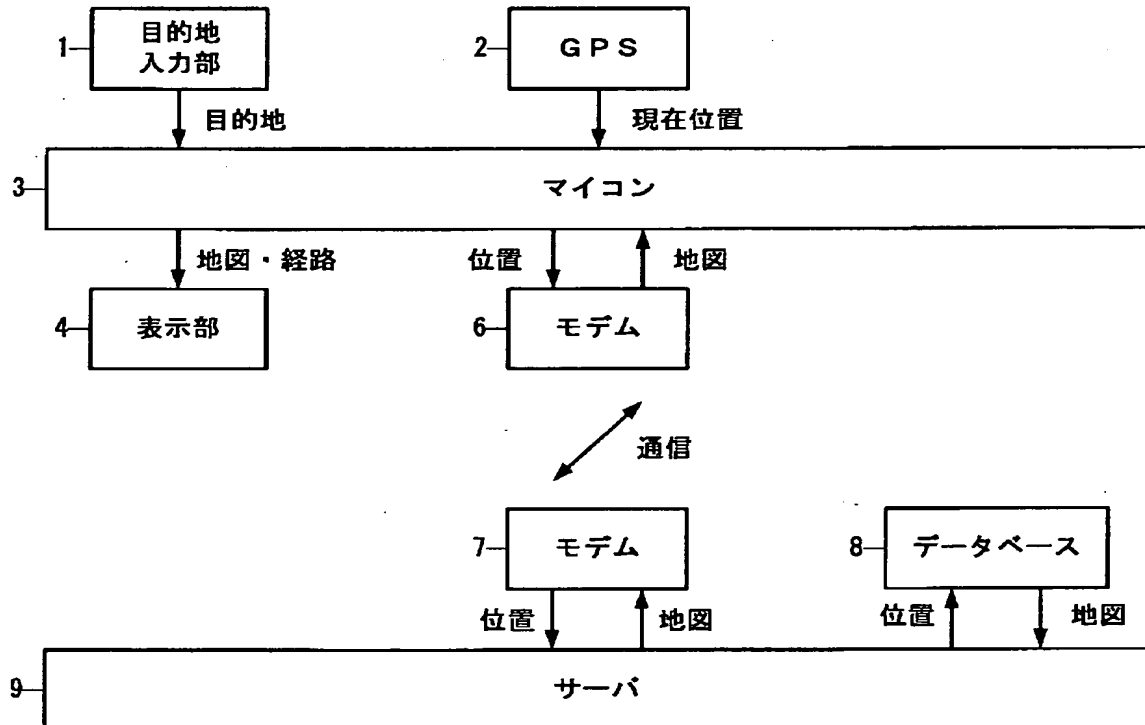 1 目的地
入力部
2 GPS
目的地
現在位置
3 マイコン
地図・経路
位置 地図
4 表示部
6 モデム
通信
7 モデム
8 データベース
位置 地図
位置 地図
9 サーバ